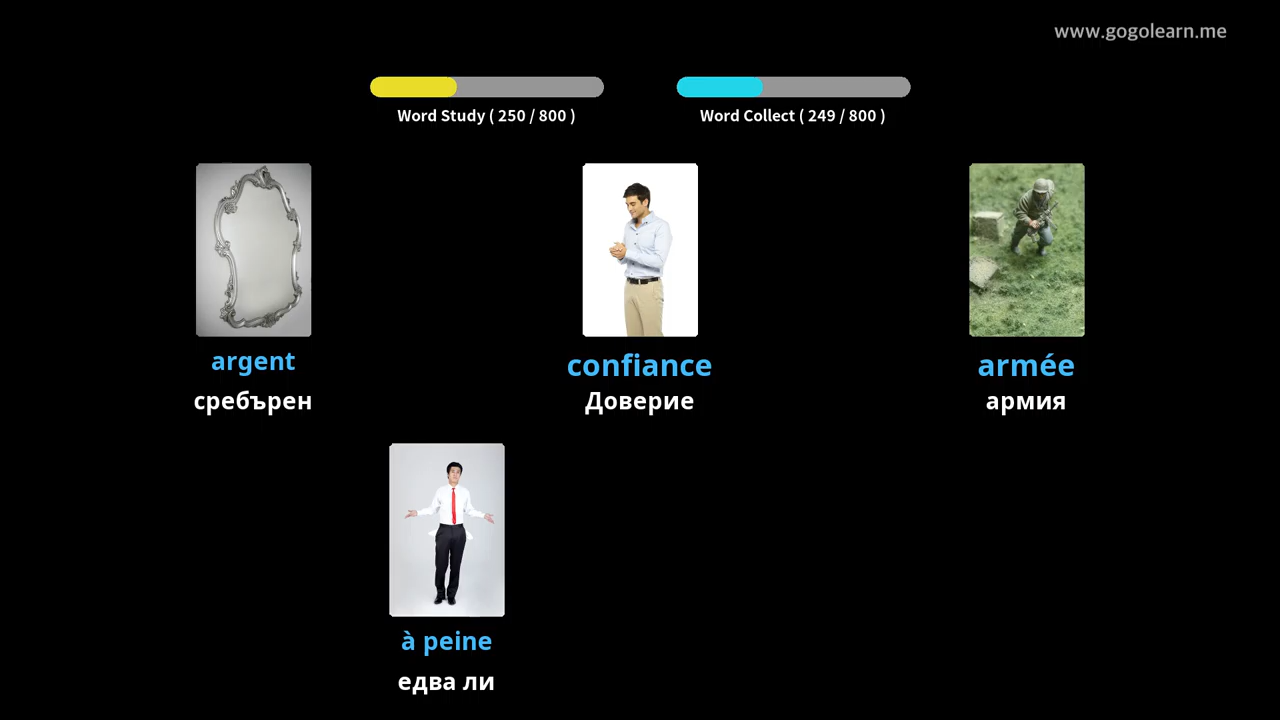 www.gogolearn.me
Word Study ( 250 / 800 )
Word Collect ( 249 / 800 )
argent
сребърен
confiance
Доверие
armée
армия
à peine
едва ли